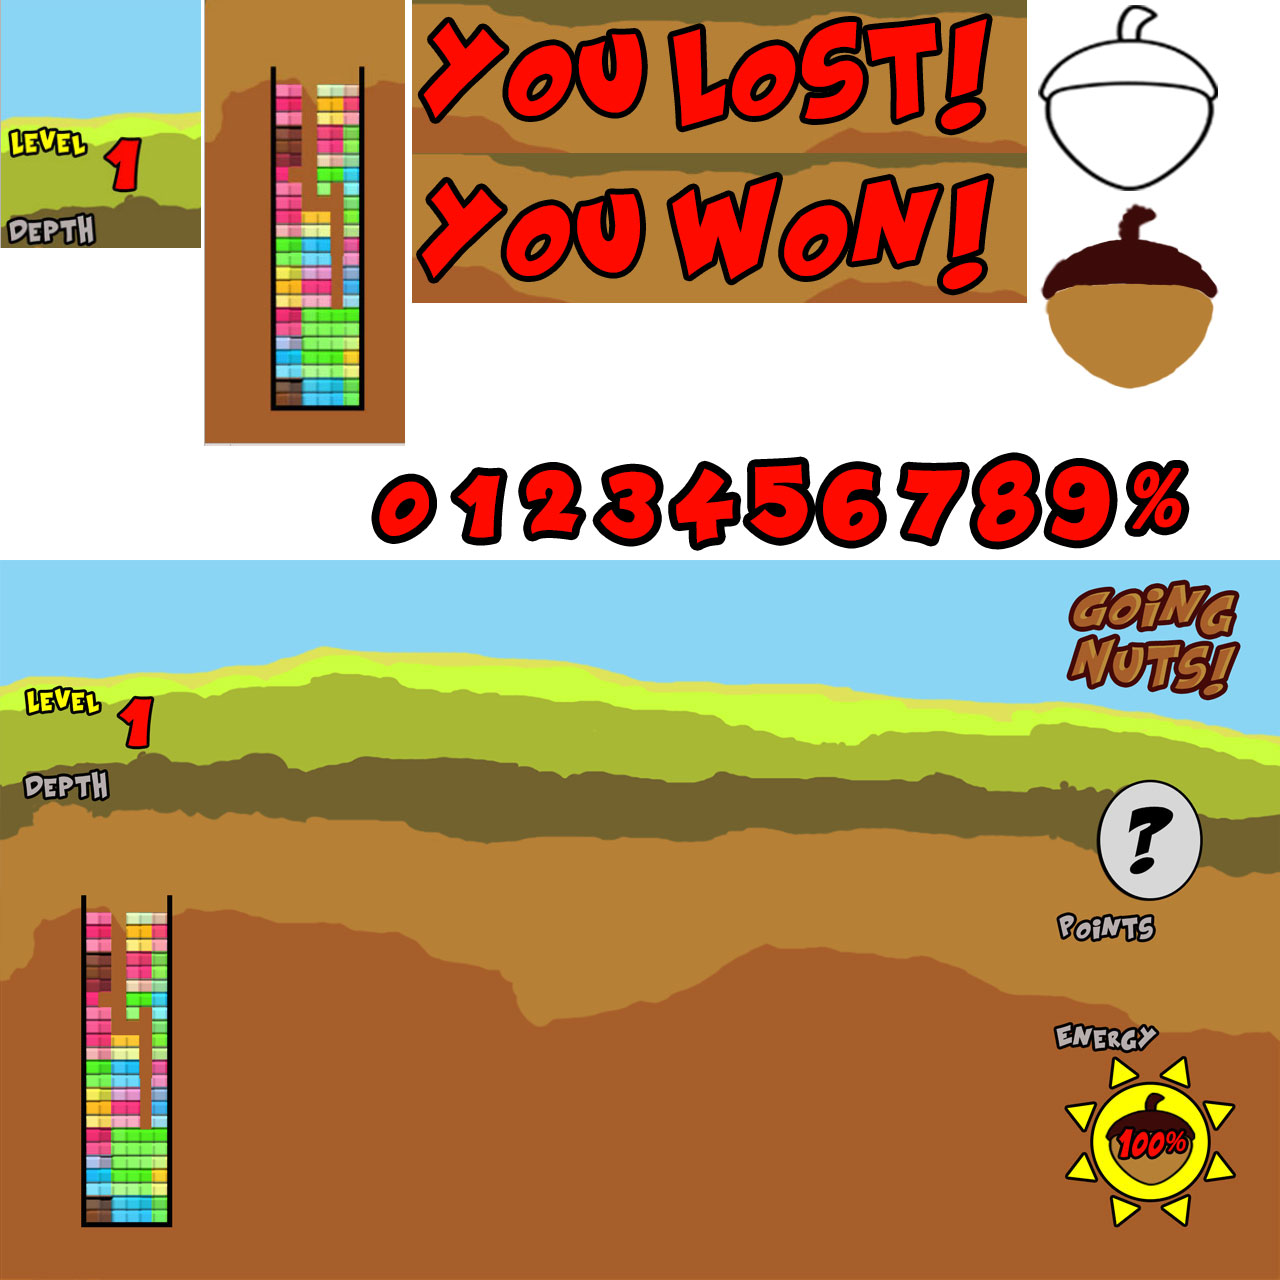 YOU LOST!
LEVEL 1
DEPTH
YOU WON!
0123456789%
GOING
NUTS!
LEVEL 1
DEPTH
?
POINTS
ENERGY
100%